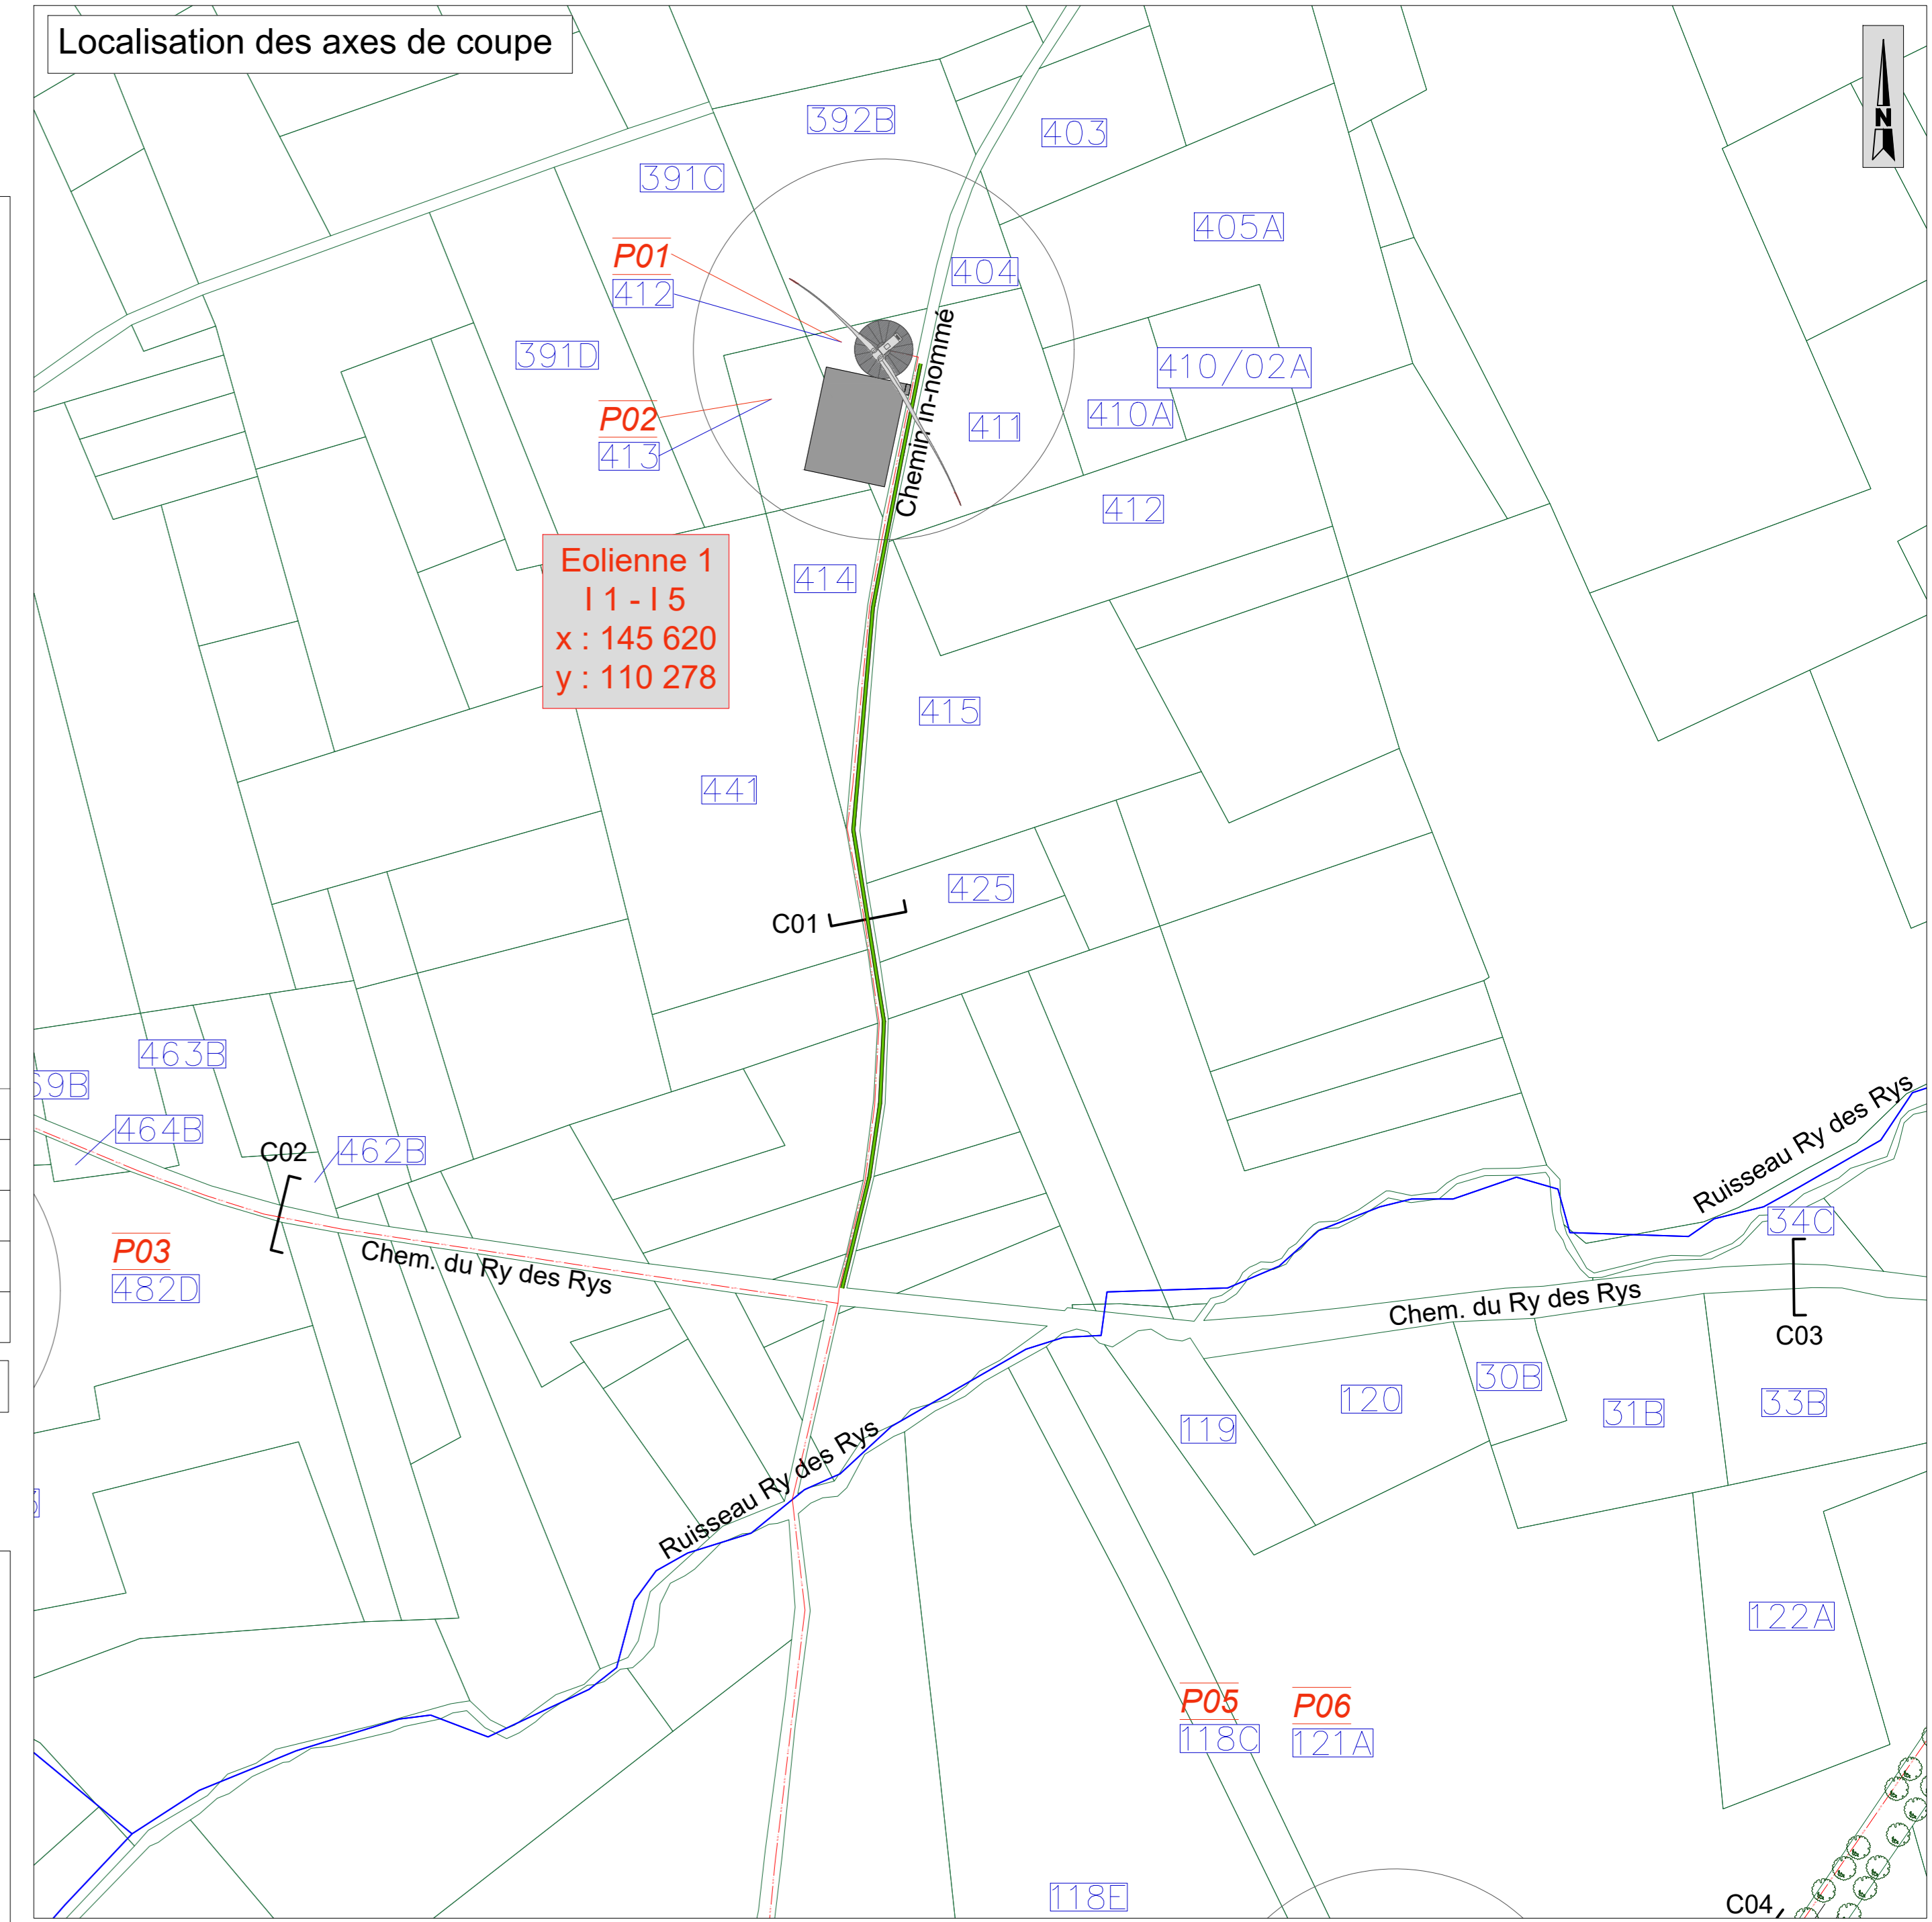 Localisation des axes de coupe
N
392B
403
391C
405A
P01
412
404
391D
Chemin in-nommé
410/02A
P02
413
410A
411
412
Eolienne 1
I 1 - I 5
x : 145 620
y : 110 278
414
415
441
425
C01
463B
69B
464B
C02
462B
Ruisseau Ry des Rys
34C
P03
482D
Chem. du Ry des Rys
Chem. du Ry des Rys
C03
30B
120
31B
33B
119
Ruisseau Ry des Rys
122A
P05
118C
P06
121A
118E
C04